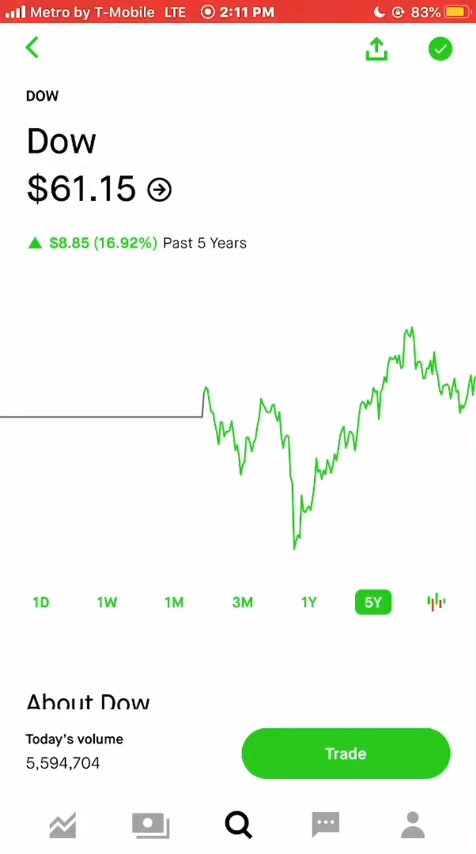 Metro by T-Mobile LTE 2:11 PM 83%
DOW
Dow
$61.15
$8.85 (16.92%) Past 5 Years
1D 1W 1M 3M 1Y 5Y
About Dow
Today's volume
5,594,704
Trade